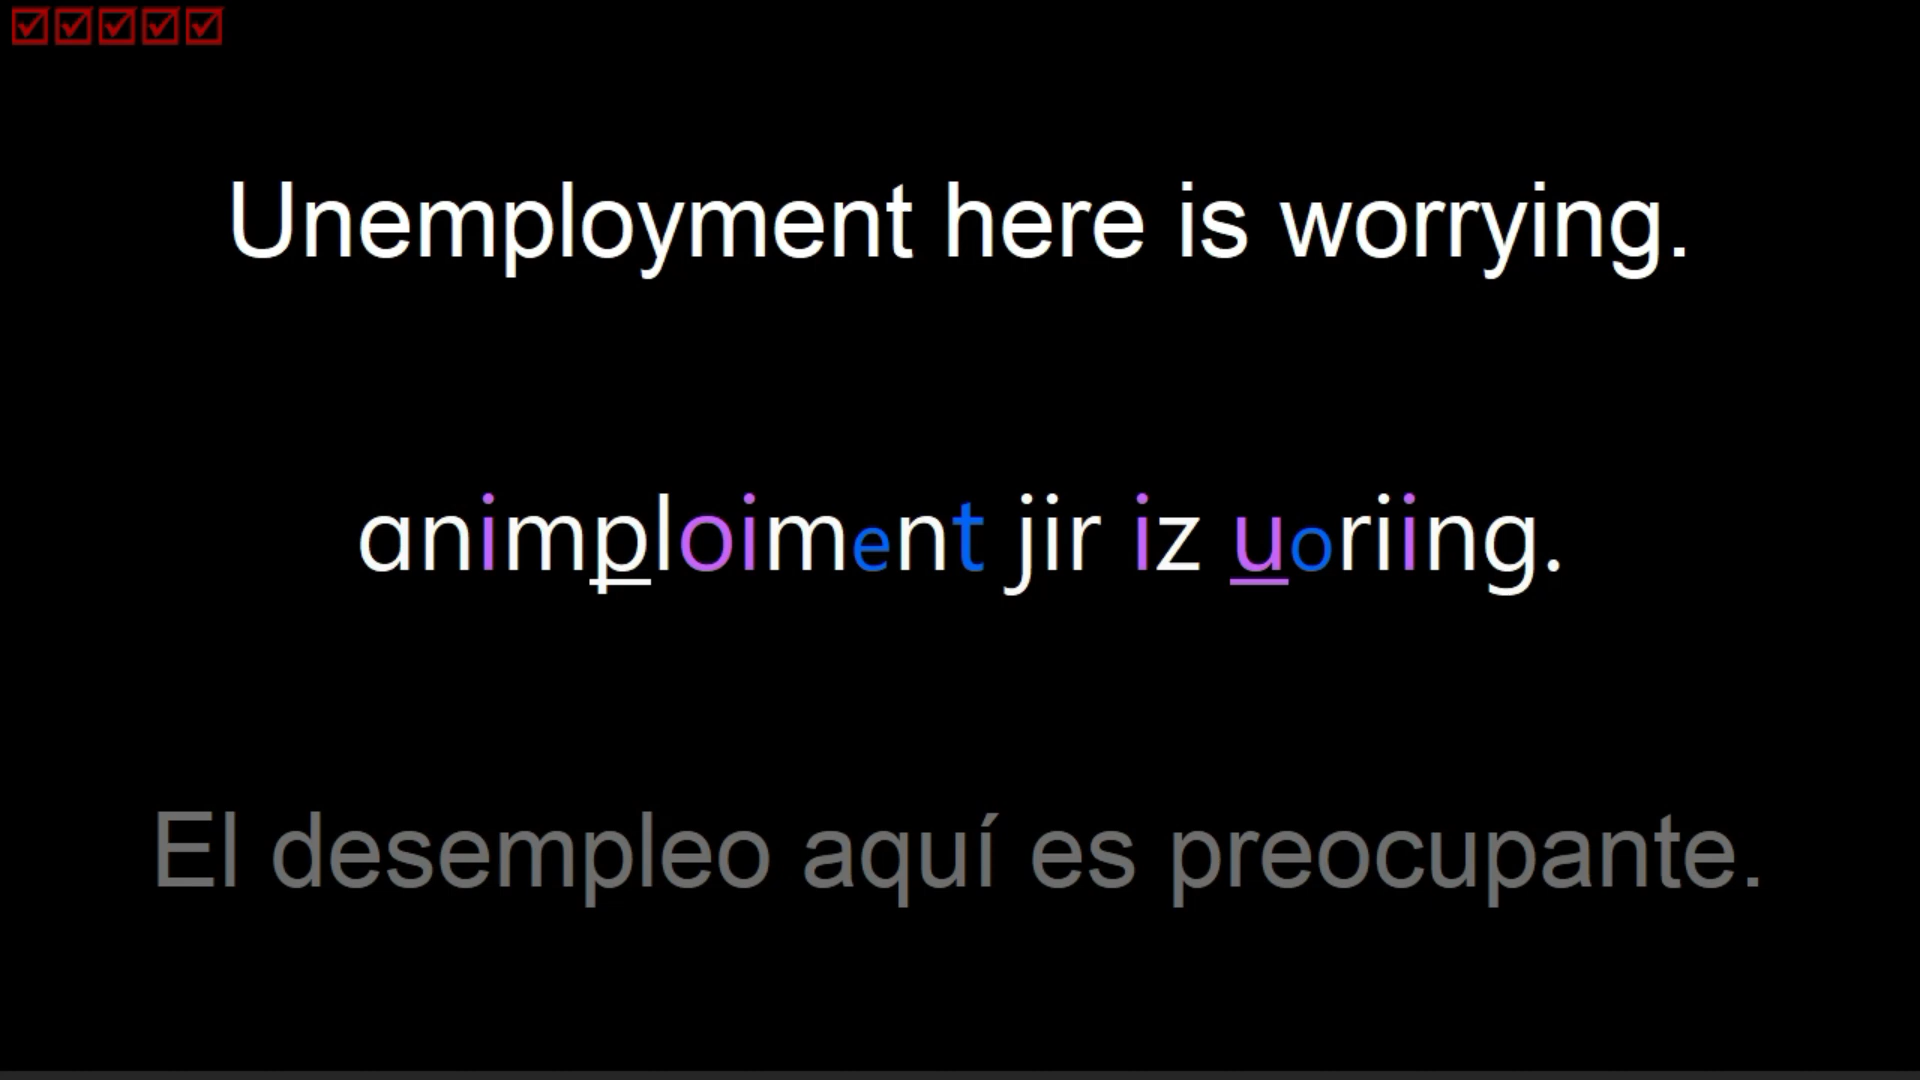 Unemployment here is worrying.
animploiment jir iz uoriing.
El desempleo aquí es preocupante.